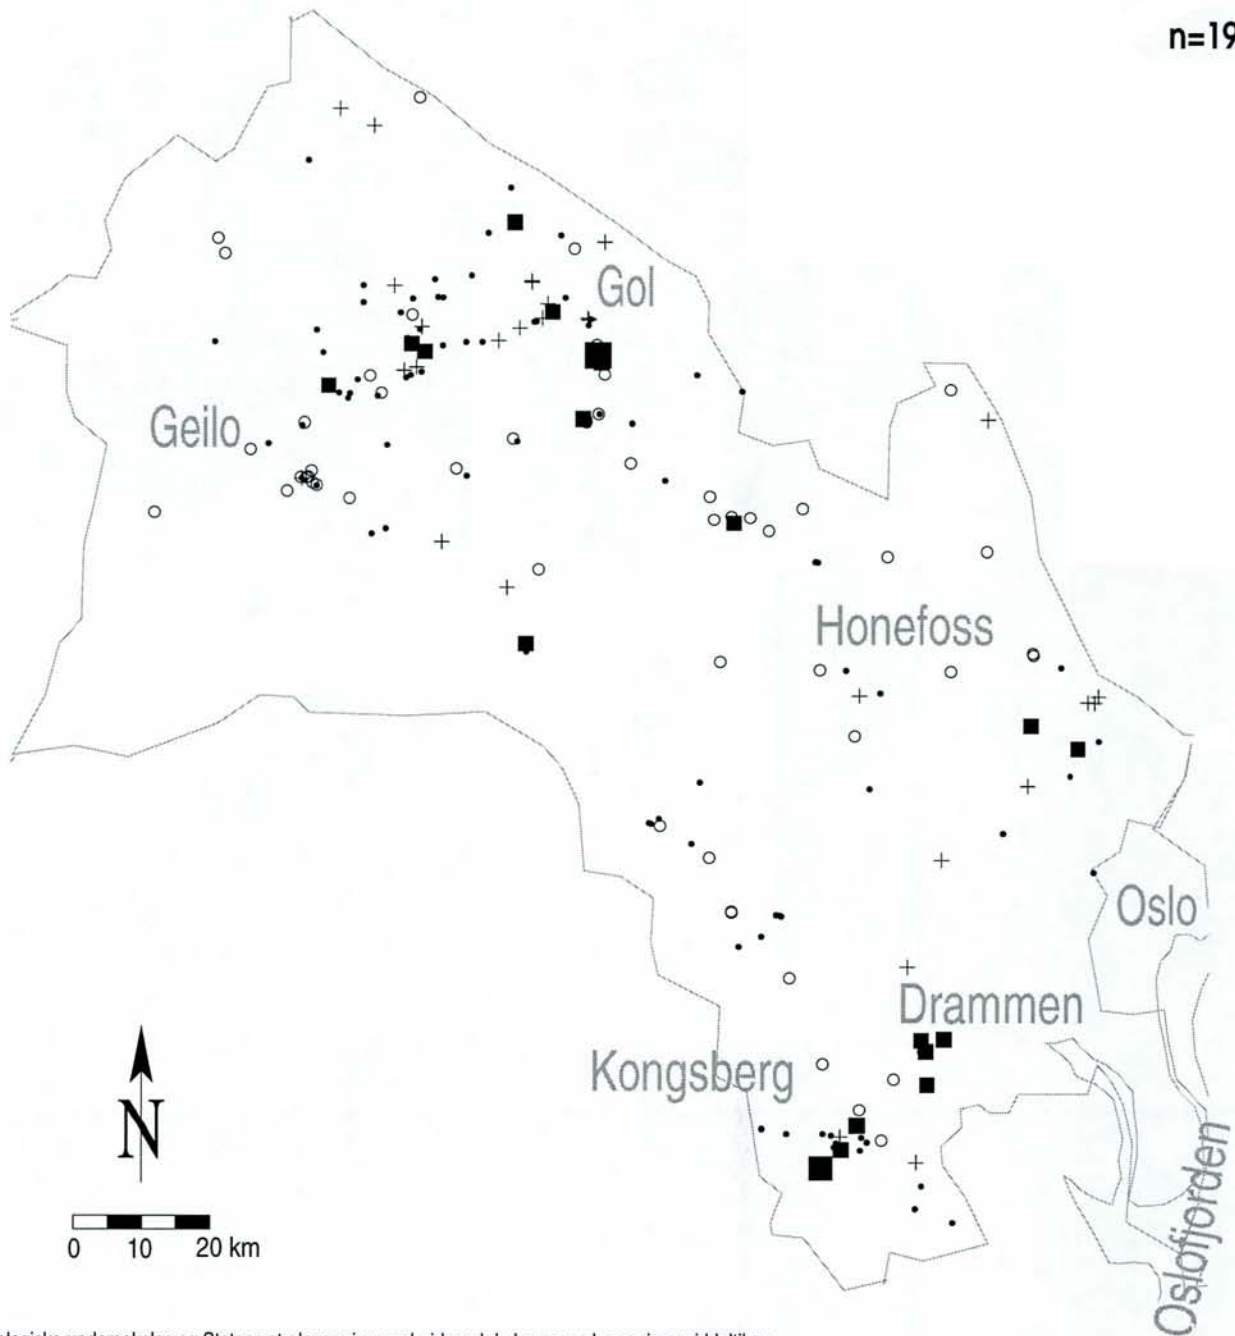 n=19
Gol
Geilo
Honefoss
Oslo
Drammen
Kongsberg
N
0 10 20 km
Oslofjorden